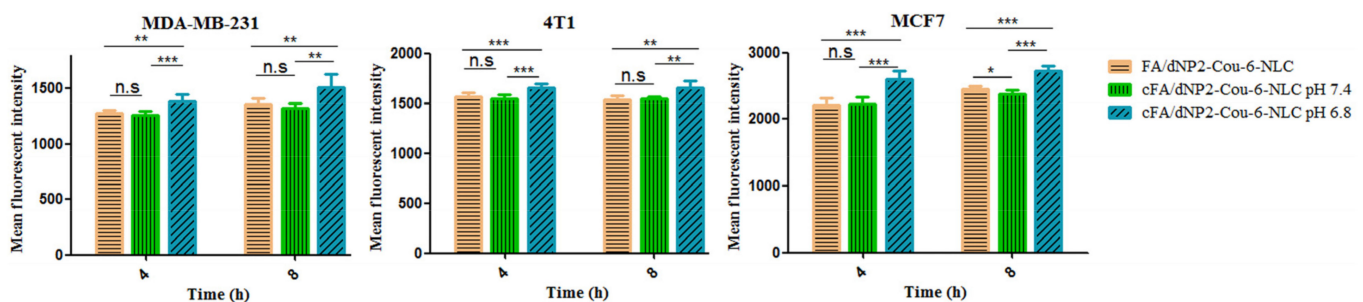 MDA-MB-231
** **
n.s *** n.s **
Mean fluorescent intensity
1500
1000
500
0
4 8
Time (h)
4T1
*** **
n.s *** n.s **
Mean fluorescent intensity
2000
1500
1000
500
0
4 8
Time (h)
MCF7
*** ***
n.s *** * ***
Mean fluorescent intensity
3000
2000
1000
0
4 8
Time (h)
FA/dNP2-Cou-6-NLC
cFA/dNP2-Cou-6-NLC pH 7.4
cFA/dNP2-Cou-6-NLC pH 6.8